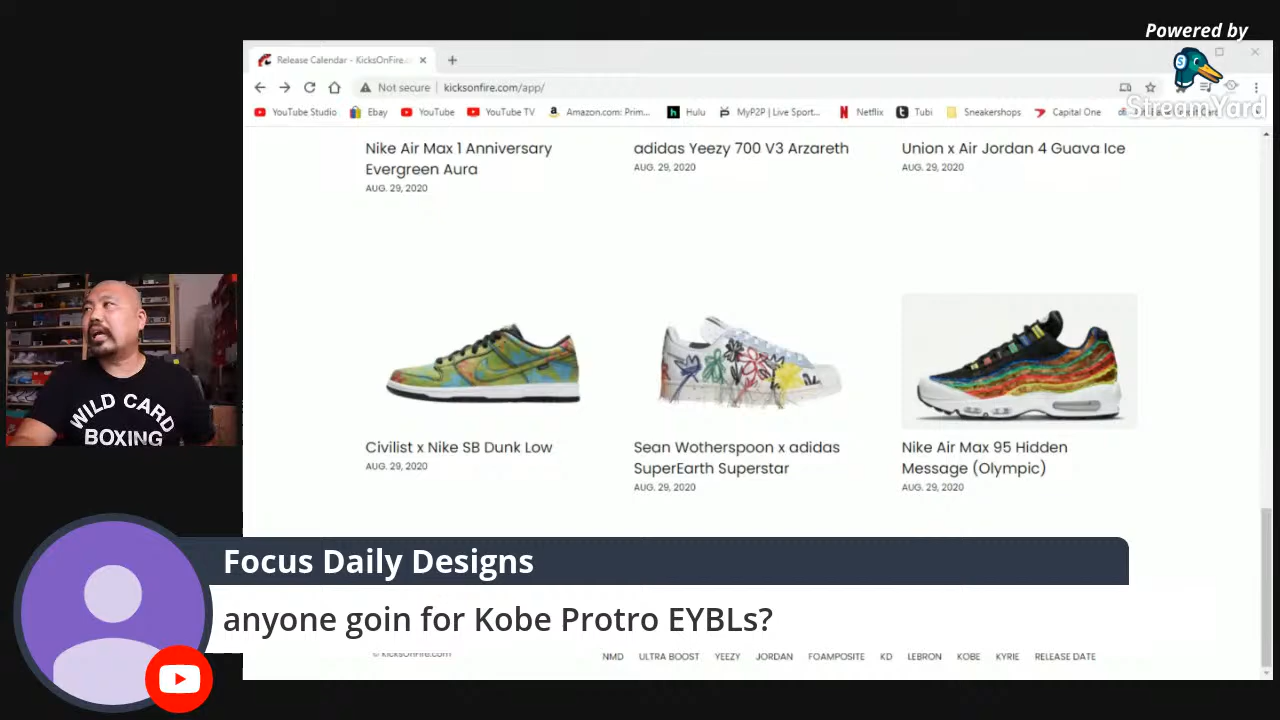 Powered by
StreamYard
Release Calendar - KicksOnFire.c
Not secure
kicksonfire.com/app/
YouTube Studio
Ebay
YouTube
YouTube TV
Amazon.com: Prim...
Hulu
MyP2P | Live Sport...
Netflix
Tubi
Sneakershops
Capital One
Nike Air Max 1 Anniversary
Evergreen Aura
AUG. 29, 2020
adidas Yeezy 700 V3 Arzareth
AUG. 29, 2020
Union x Air Jordan 4 Guava Ice
AUG. 29, 2020
WILD CARD
BOXING
Civilist x Nike SB Dunk Low
AUG. 29, 2020
Sean Wotherspoon x adidas
SuperEarth Superstar
AUG. 29, 2020
Nike Air Max 95 Hidden
Message (Olympic)
AUG. 29, 2020
Focus Daily Designs
anyone goin for Kobe Protro EYBLs?
© KicksOnFire.com
NMD
ULTRA BOOST
YEEZY
JORDAN
FOAMPOSITE
KD
LEBRON
KOBE
KYRIE
RELEASE DATE